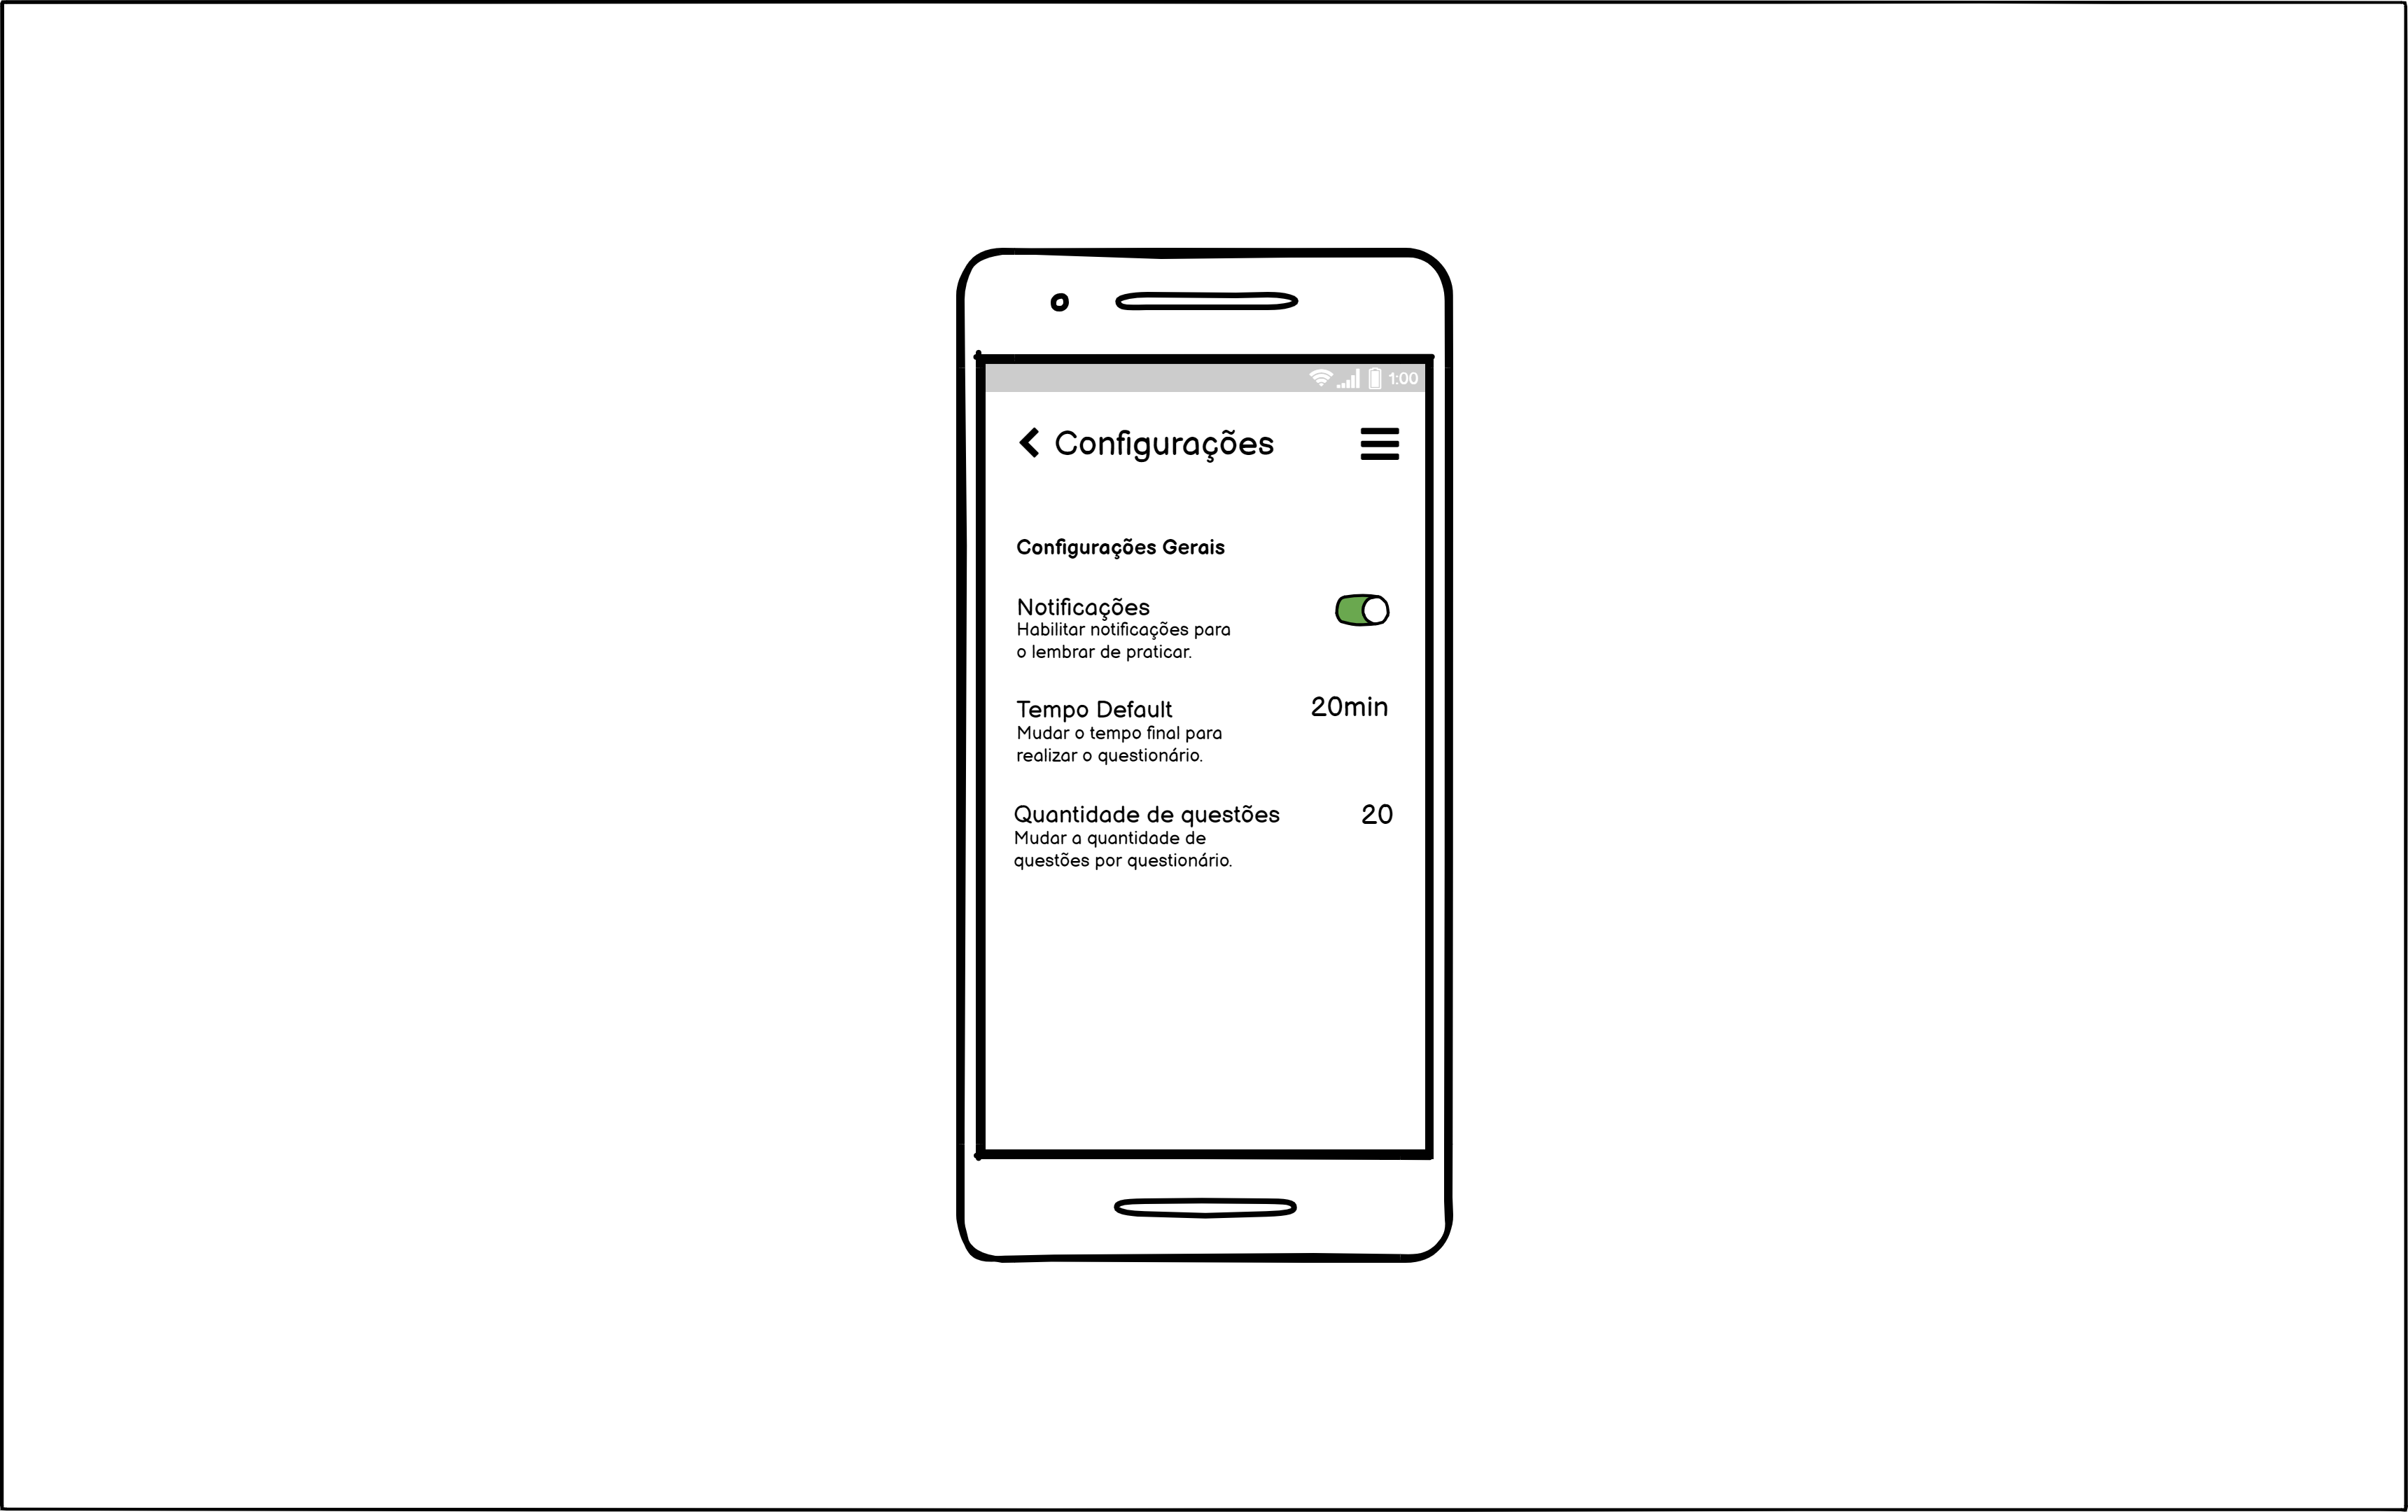 1:00
Configurações
Configurações Gerais
Notificações
Habilitar notificações para
o lembrar de praticar.
Tempo Default
20min
Mudar o tempo final para
realizar o questionário.
Quantidade de questões
20
Mudar a quantidade de
questões por questionário.